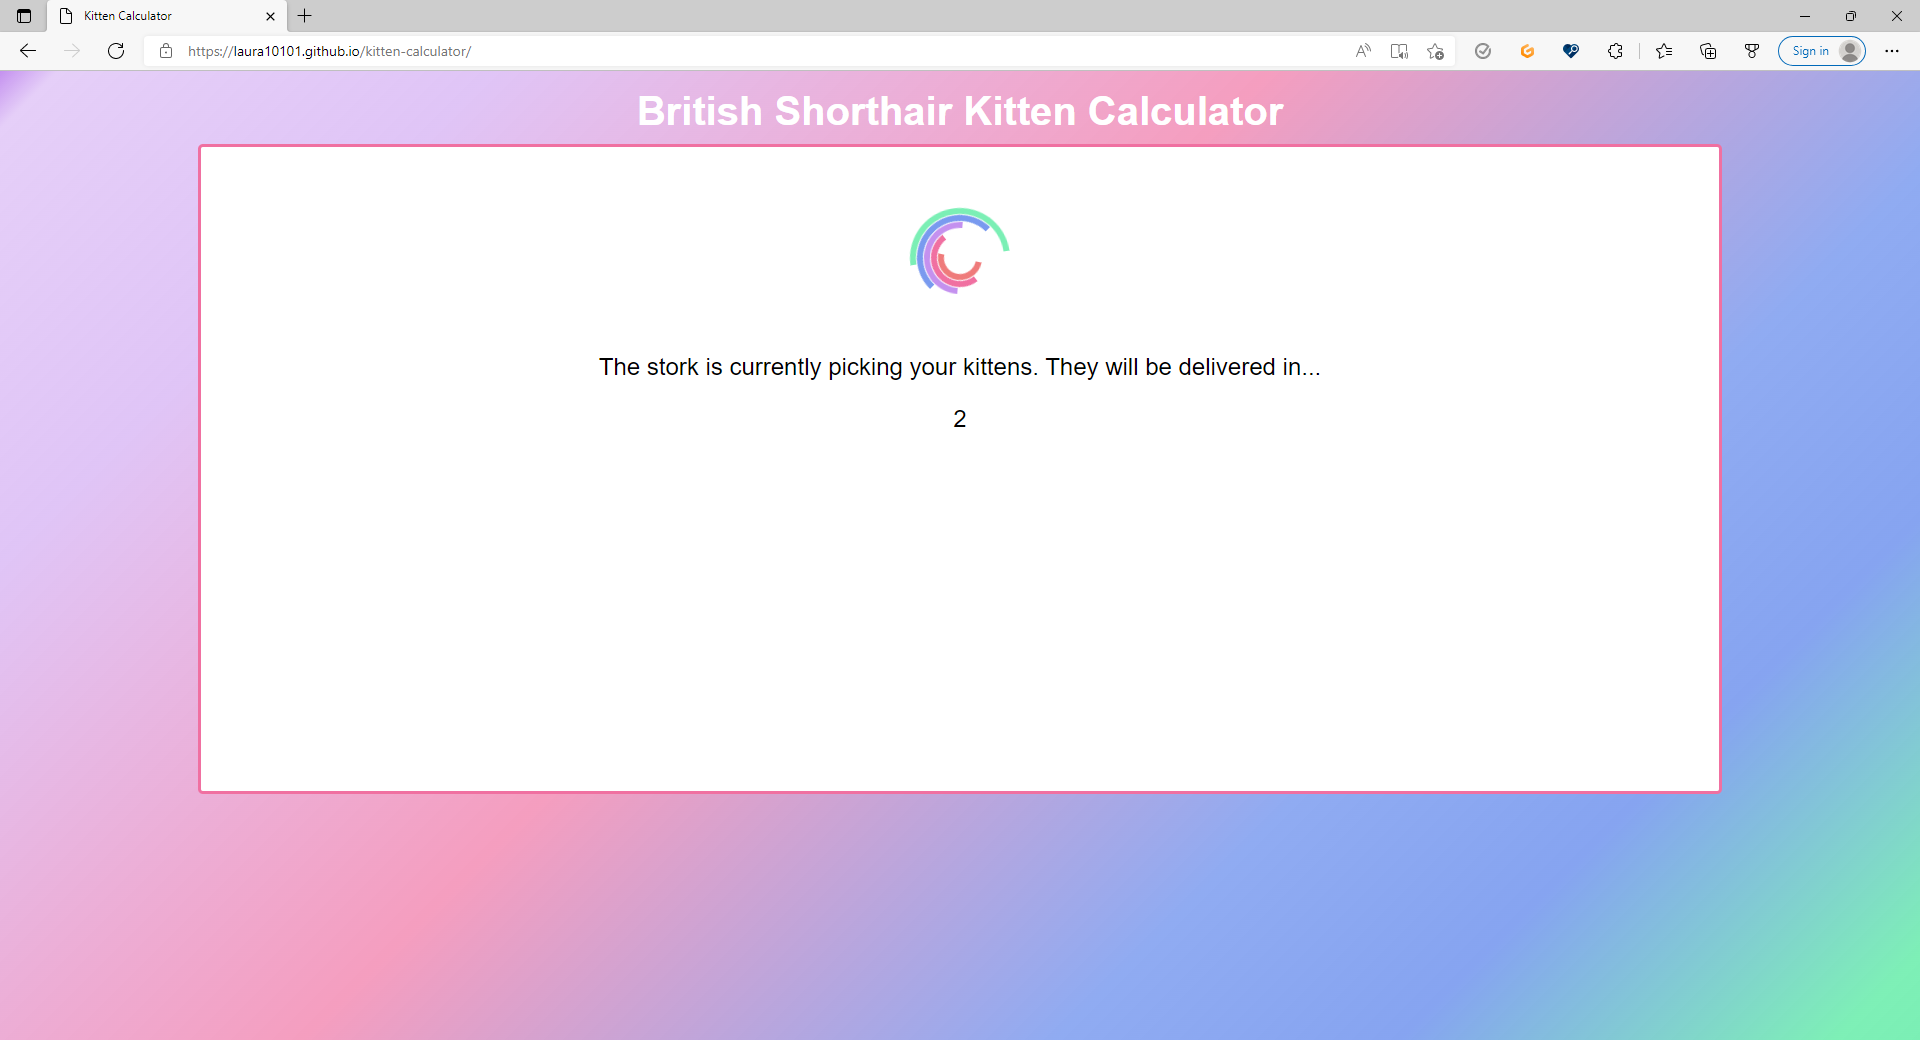 Kitten Calculator
https://laura10101.github.io/kitten-calculator/
Sign in
British Shorthair Kitten Calculator
The stork is currently picking your kittens. They will be delivered in...
2